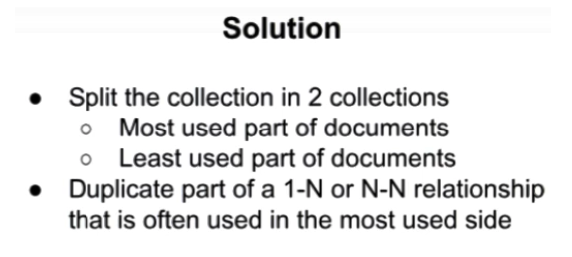 Solution
● Split the collection in 2 collections
○ Most used part of documents
○ Least used part of documents
● Duplicate part of a 1-N or N-N relationship
that is often used in the most used side